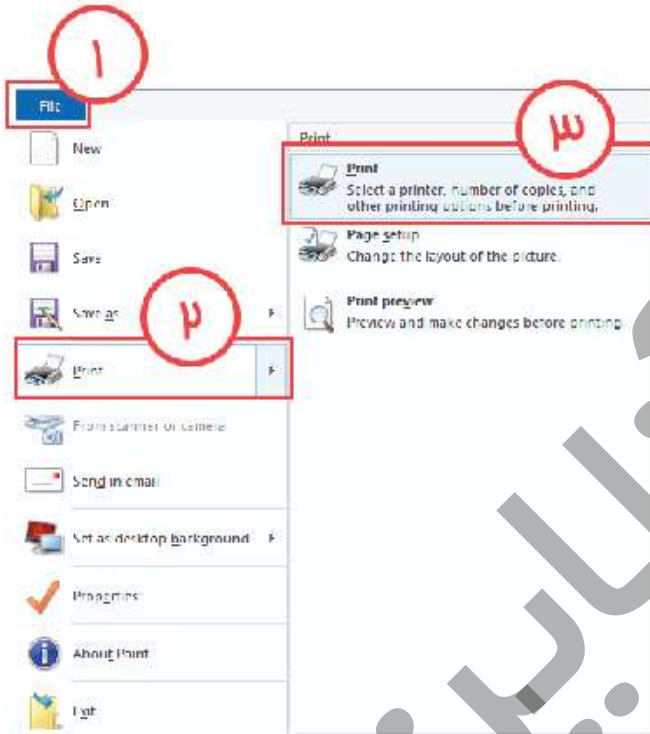 ۱
File
New
Open
Save
Save as
۲
Print
From scanner or camera
Send in email
Set as desktop background
Properties
About Paint
Exit
Print
۳
Print
Select a printer, number of copies, and
other printing options before printing.
Page setup
Change the layout of the picture.
Print preview
Preview and make changes before printing.